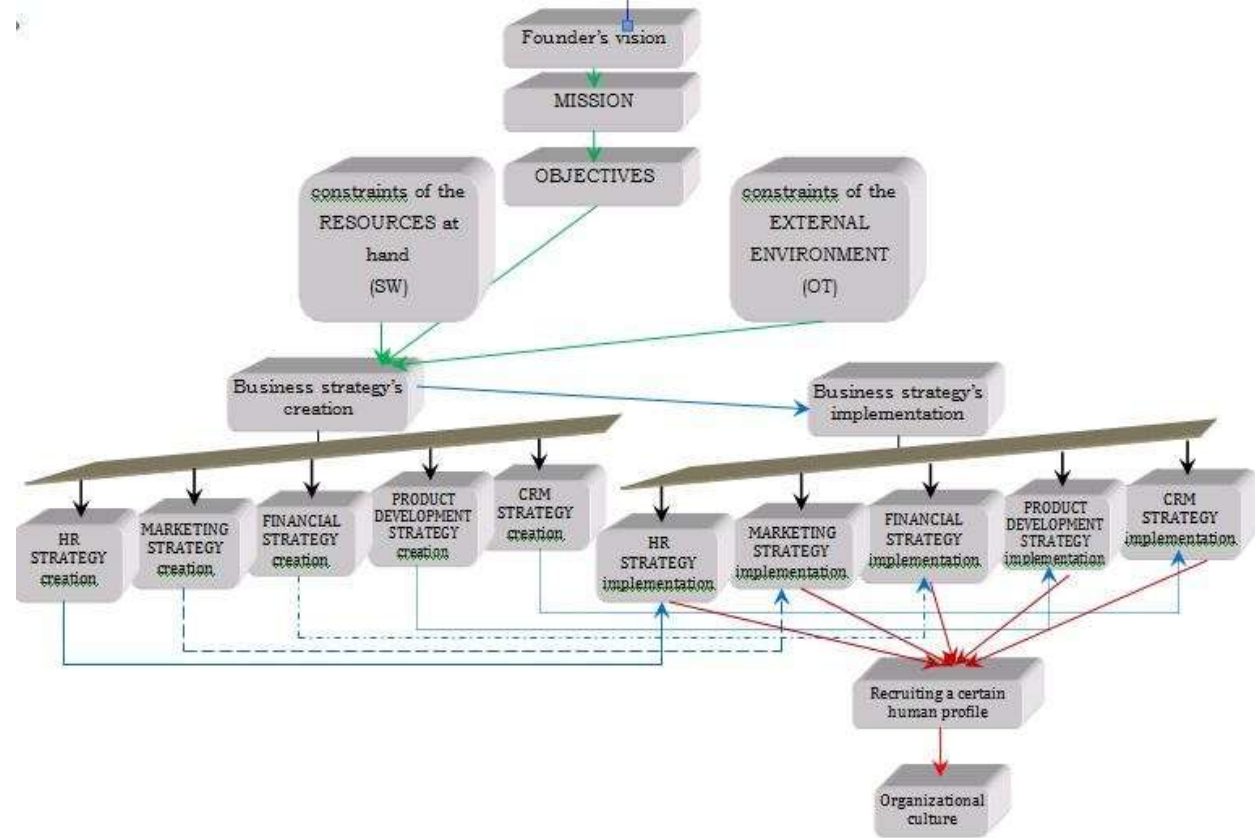 Founder's vision
MISSION
OBJECTIVES
constraints of the
RESOURCES at
hand
(SW)
constraints of the
EXTERNAL
ENVIRONMENT
(OT)
Business strategy's
creation
Business strategy's
implementation
HR
STRATEGY
creation
MARKETING
STRATEGY
creation
FINANCIAL
STRATEGY
creation
PRODUCT
DEVELOPMENT
STRATEGY
creation
CRM
STRATEGY
creation
HR
STRATEGY
implementation
MARKETING
STRATEGY
implementation
FINANCIAL
STRATEGY
implementation
PRODUCT
DEVELOPMENT
STRATEGY
implementation
CRM
STRATEGY
implementation
Recruiting a certain
human profile
Organizational
culture